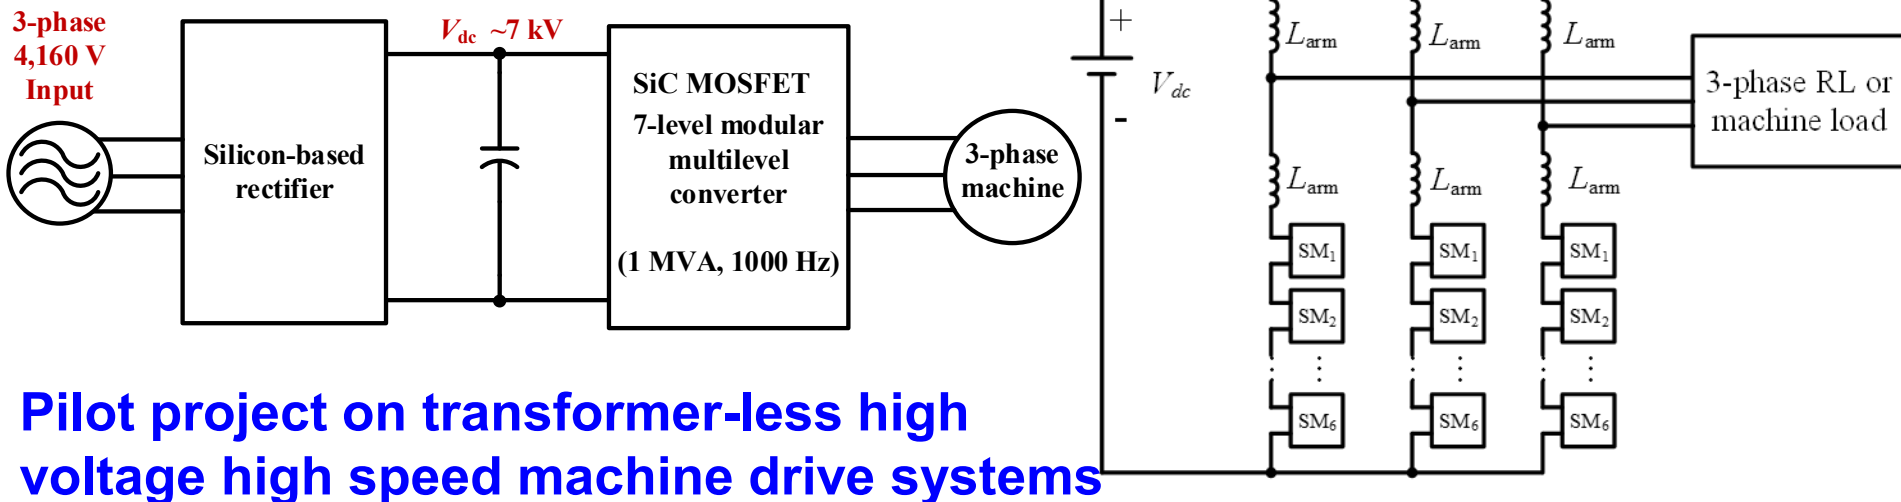 3-phase
4,160 V
Input
Silicon-based
rectifier
Vdc ~7 kV
SiC MOSFET
7-level modular
multilevel
converter
(1 MVA, 1000 Hz)
3-phase
machine
Pilot project on transformer-less high
voltage high speed machine drive systems
+
Vdc
-
Larm Larm Larm
3-phase RL or
machine load
Larm Larm Larm
SM1 SM1 SM1
SM2 SM2 SM2
SM6 SM6 SM6